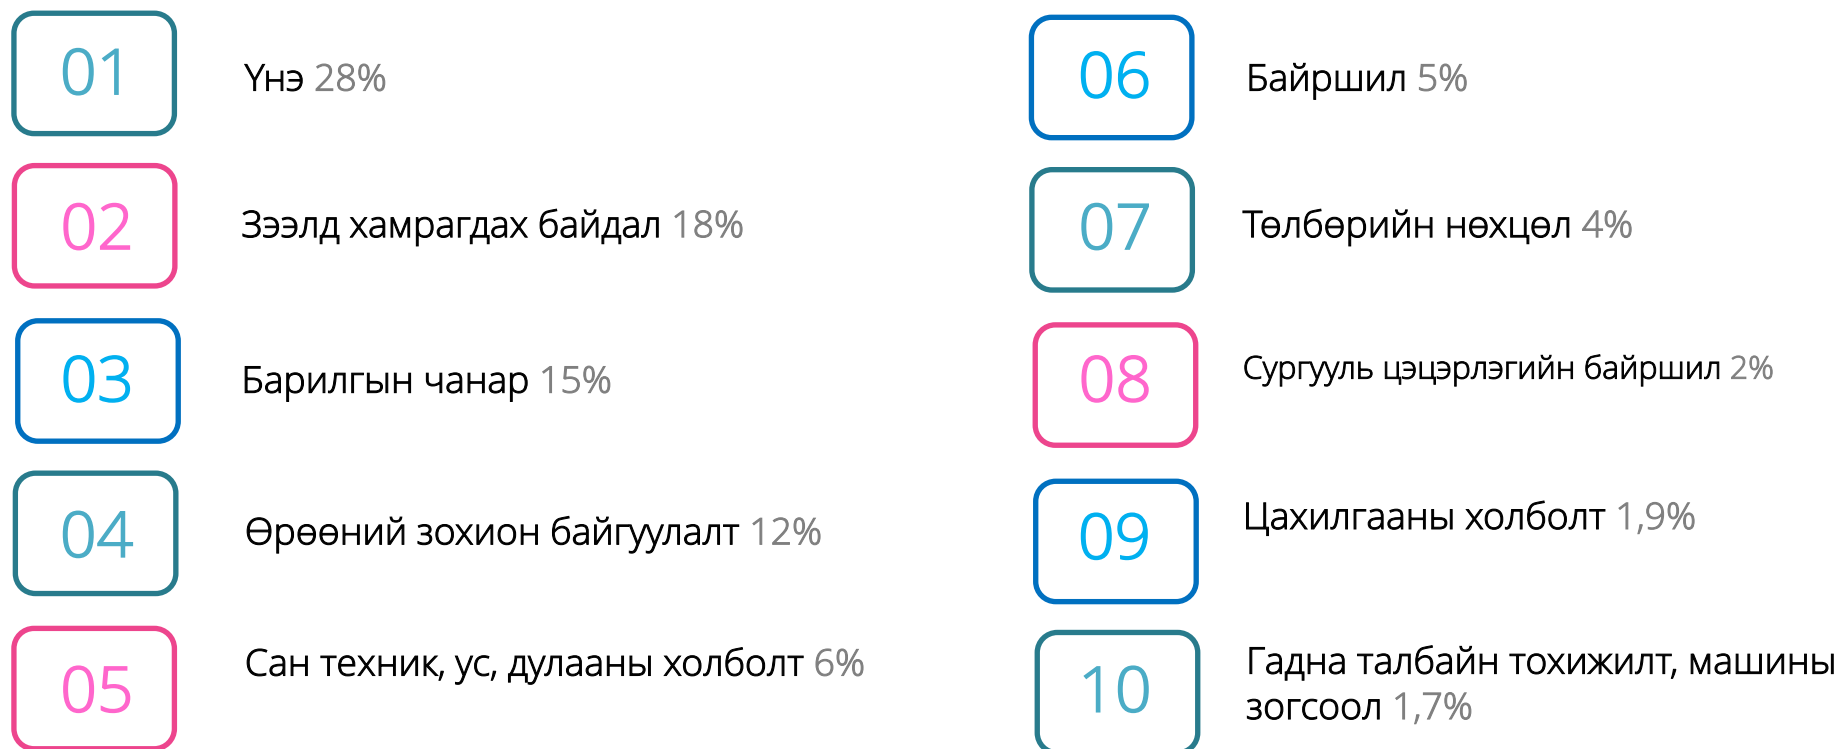 01
Үнэ 28%
02
Зээлд хамрагдах байдал 18%
03
Барилгын чанар 15%
04
Өрөөний зохион байгуулалт 12%
05
Сан техник, ус, дулааны холболт 6%
06
Байршил 5%
07
Төлбөрийн нөхцөл 4%
08
Сургууль цэцэрлэгийн байршил 2%
09
Цахилгааны холболт 1,9%
10
Гадна талбайн тохижилт, машины
зогсоол 1,7%